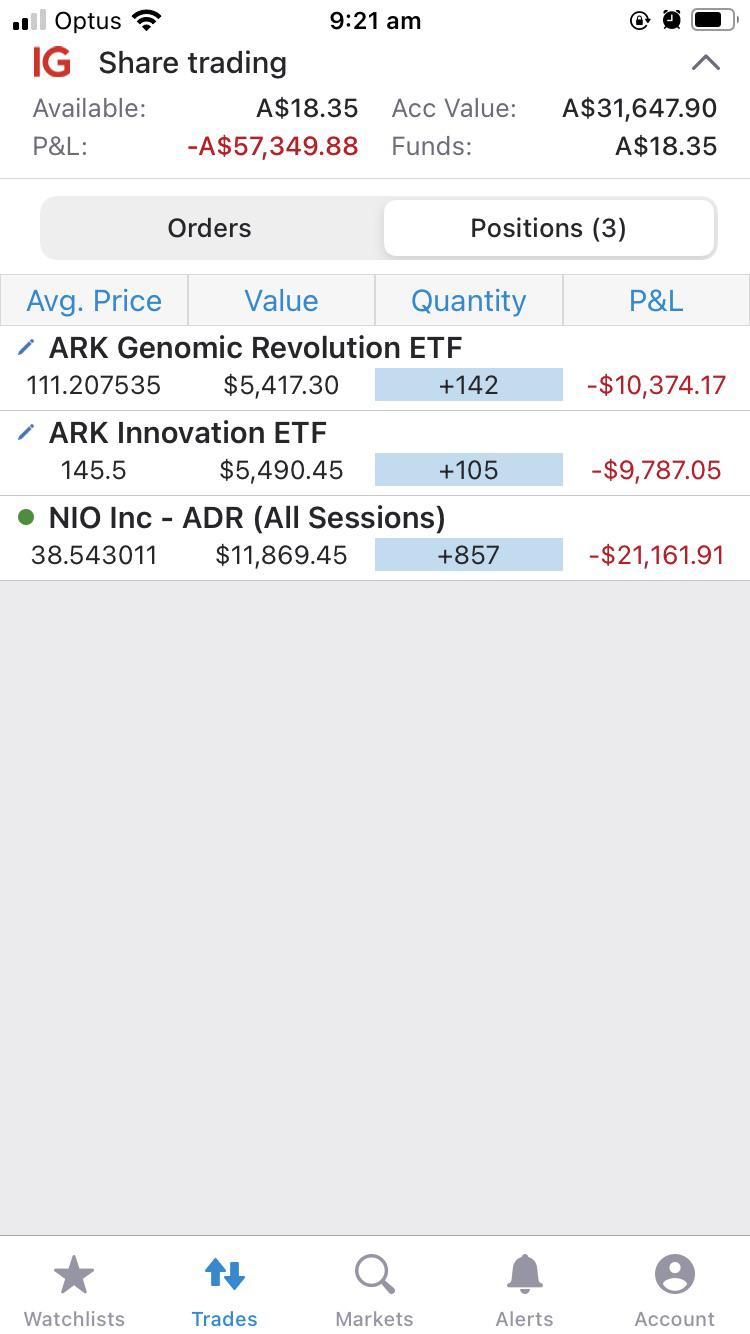 Optus 9:21 am
IG Share trading
Available: A$18.35 Acc Value: A$31,647.90
P&L: -A$57,349.88 Funds: A$18.35
Orders Positions (3)
Avg. Price Value Quantity P&L
ARK Genomic Revolution ETF
111.207535 $5,417.30 +142 -$10,374.17
ARK Innovation ETF
145.5 $5,490.45 +105 -$9,787.05
NIO Inc - ADR (All Sessions)
38.543011 $11,869.45 +857 -$21,161.91
Watchlists Trades Markets Alerts Account